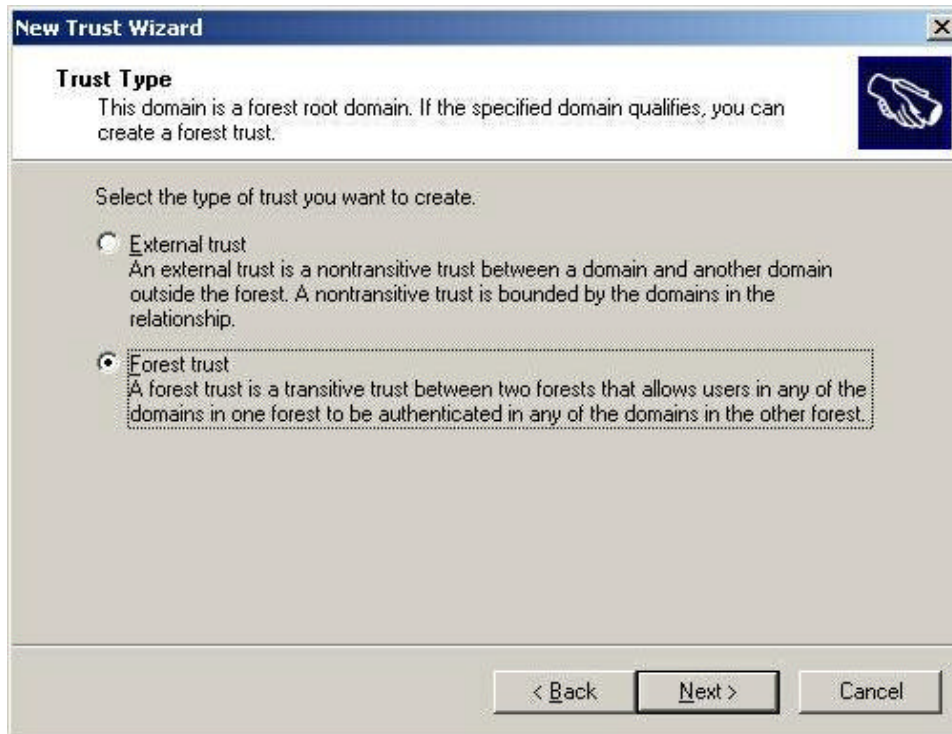 New Trust Wizard
Trust Type
This domain is a forest root domain. If the specified domain qualifies, you can
create a forest trust.
Select the type of trust you want to create.
External trust
An external trust is a nontransitive trust between a domain and another domain
outside the forest. A nontransitive trust is bounded by the domains in the
relationship.
Forest trust
A forest trust is a transitive trust between two forests that allows users in any of the
domains in one forest to be authenticated in any of the domains in the other forest.
< Back
Next >
Cancel